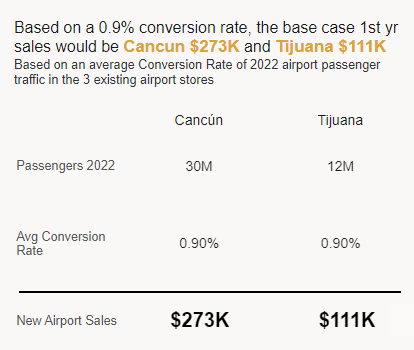 Based on a 0.9% conversion rate, the base case 1st yr
sales would be Cancun $273K and Tijuana $111K
Based on an average Conversion Rate of 2022 airport passenger
traffic in the 3 existing airport stores
Cancún Tijuana
Passengers 2022 30M 12M
Avg Conversion
Rate 0.90% 0.90%
New Airport Sales $273K $111K